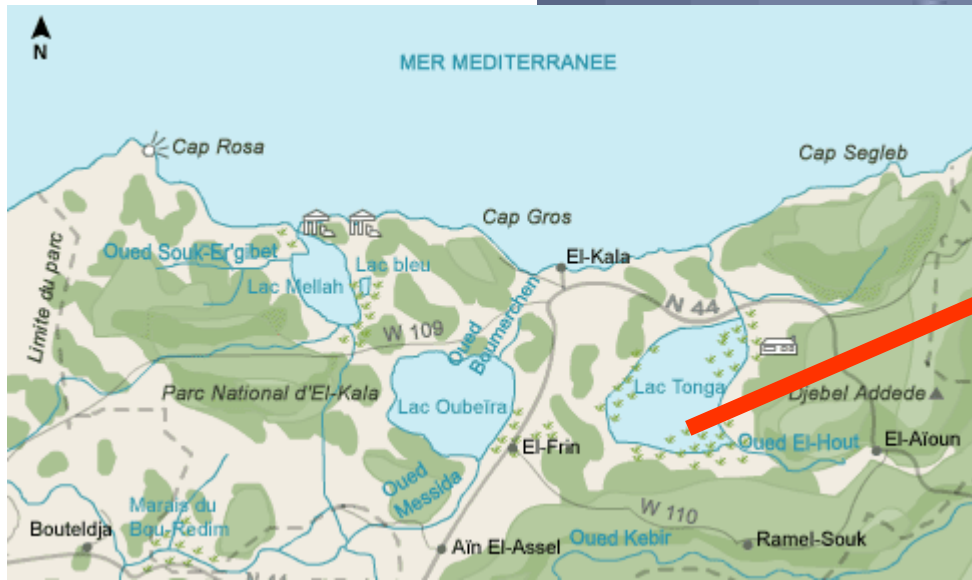 N
MER MEDITERRANEE
Cap Rosa
Cap Segleb
Cap Gros
Limite du parc
Oued Souk-Er'gibet
El-Kala
Lac bleu
Lac Mellah
N 44
W 109
Oued
Boumerchen
Parc National d'El-Kala
Lac Oubeïra
Lac Tonga
Djebel Addede
El-Frin
Oued El-Hout
El-Aïoun
Oued
Messida
Marais du
Bou-Redim
Bouteldja
W 110
Aïn El-Assel
Oued Kebir
Ramel-Souk
N 44